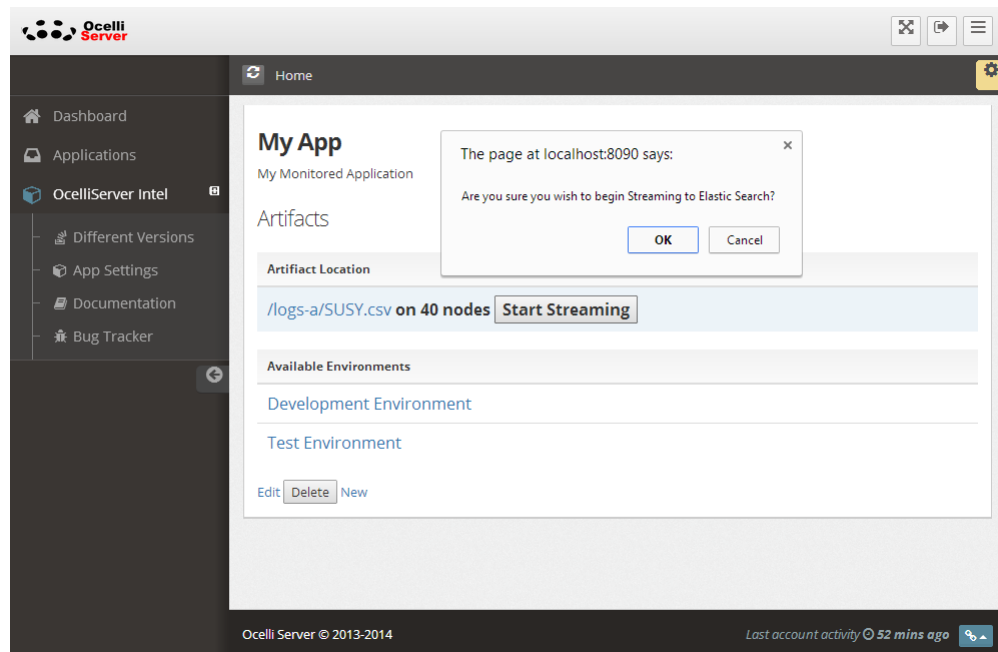 Ocelli
Server
Home
Dashboard
Applications
OcelliServer Intel
Different Versions
App Settings
Documentation
Bug Tracker
My App
My Monitored Application
Artifacts
Artifiact Location
/logs-a/SUSY.csv on 40 nodes Start Streaming
Available Environments
Development Environment
Test Environment
Edit Delete New
The page at localhost:8090 says:
Are you sure you wish to begin Streaming to Elastic Search?
OK Cancel
Ocelli Server © 2013-2014
Last account activity 52 mins ago